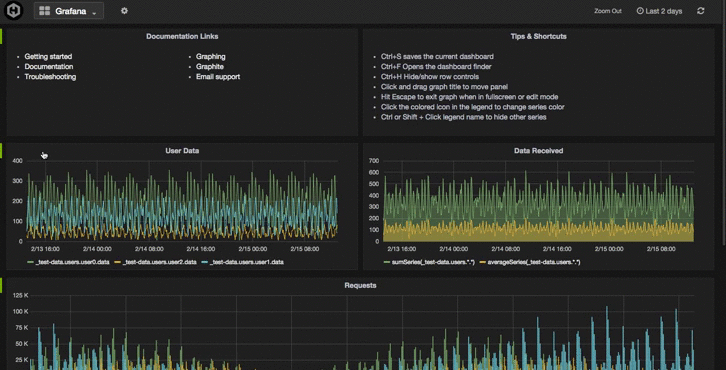 Grafana
Zoom Out
Last 2 days
Documentation Links
Getting started
Documentation
Troubleshooting
Graphing
Graphite
Email support
Tips & Shortcuts
Ctrl+S saves the current dashboard
Ctrl+F Opens the dashboard finder
Ctrl+H Hide/show row controls
Click and drag graph title to move panel
Hit Escape to exit graph when in fullscreen or edit mode
Click the colored icon in the legend to change series color
Ctrl or Shift + Click legend name to hide other series
User Data
400
300
200
100
0
2/13 16:00 2/14 00:00 2/14 08:00 2/14 16:00 2/15 00:00 2/15 08:00
_test-data.users.user0.data _test-data.users.user2.data _test-data.users.user1.data
Data Received
700
600
500
400
300
200
100
0
2/13 16:00 2/14 00:00 2/14 08:00 2/14 16:00 2/15 00:00 2/15 08:00
sumSeries(_test-data.users.*.*) averageSeries(_test-data.users.*.*)
Requests
125 K
100 K
75 K
50 K
25 K